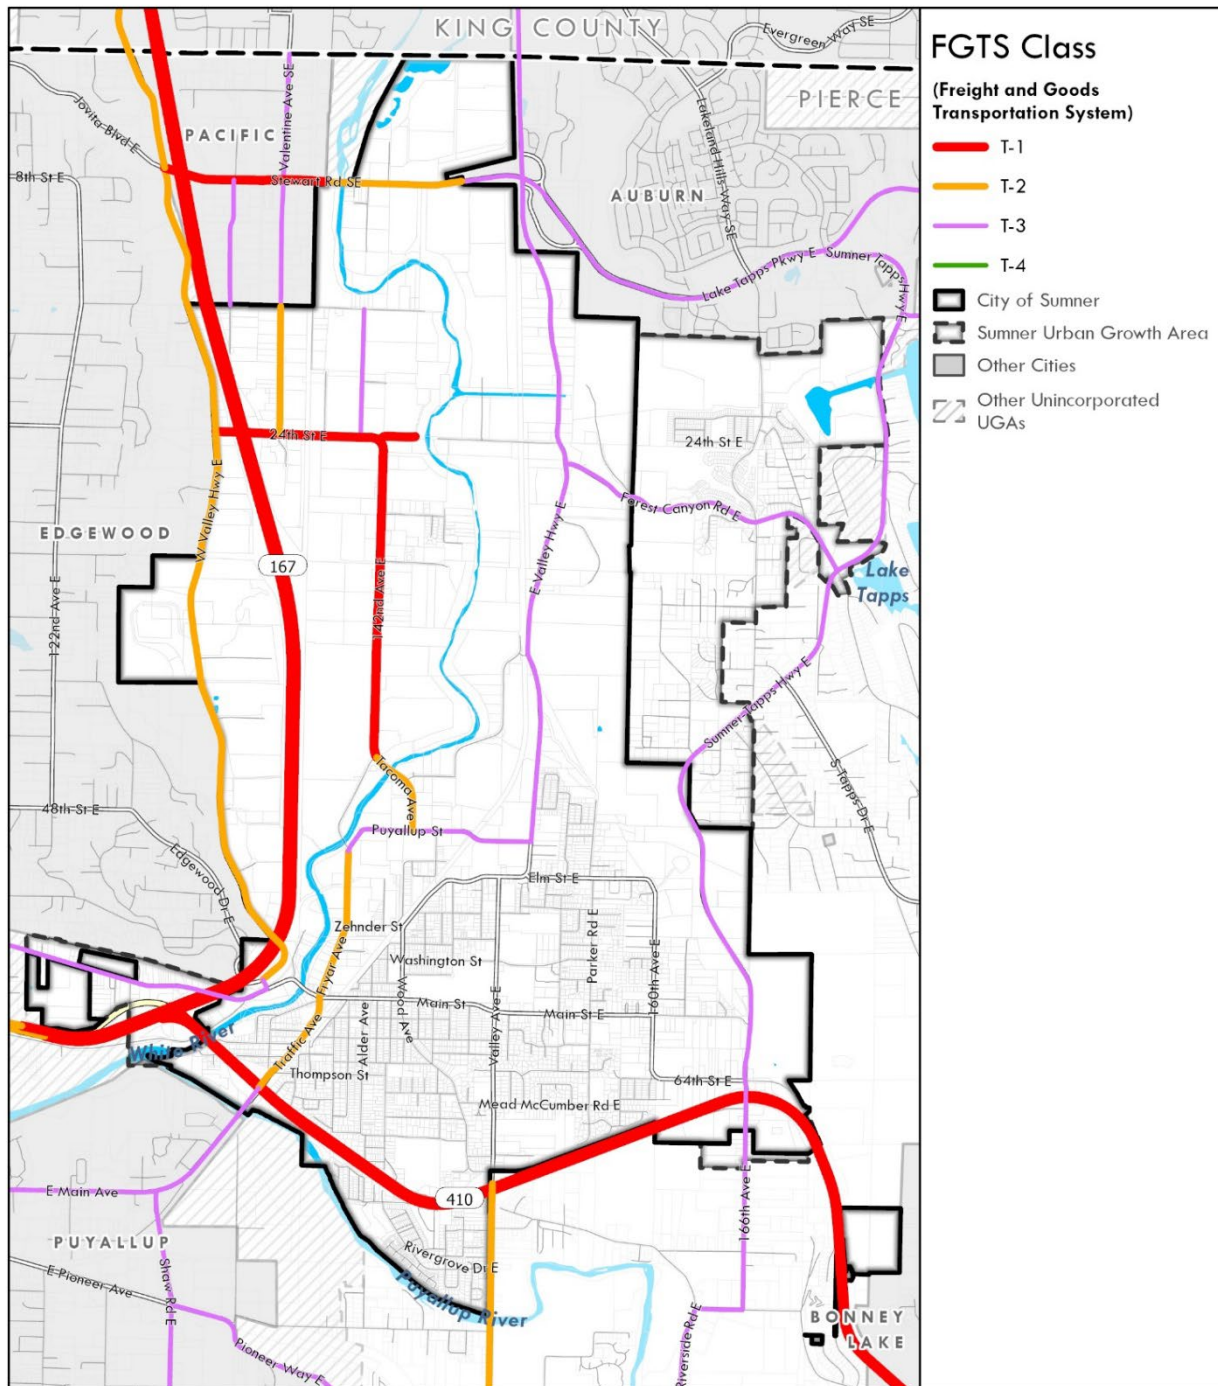 KING COUNTY
Evergreen Way SE
PIERCE
Jovita Blvd E
PACIFIC
Valentine Ave SE
Lakeland Hills Way SE
8th St E
Stewart Rd SE
AUBURN
Lake Tapps Pkwy E
Sumner Tapps Hwy E
24th St E
24th St E
W Valley Hwy E
E Valley Hwy E
Forest Canyon Rd E
EDGEWOOD
167
122nd Ave E
142nd Ave E
Lake
Tapps
Sumner-Tapps Hwy E
S Tapps Dr E
Tacoma Ave
48th St E
Puyallup St
Edgewood Dr E
Elm St E
Zehnder St
Parker Rd E
160th Ave E
Washington St
Fryar Ave
Wood Ave
Main St
Main St E
Valley Ave E
Alder Ave
White River
Traffic Ave
Thompson St
64th St E
Mead McCumber Rd E
E Main Ave
410
166th Ave E
PUYALLUP
Rivergrove Dr E
E Pioneer Ave
Shaw Rd E
Puyallup River
BONNEY
LAKE
Riverside Rd E
Pioneer Way E
FGTS Class
(Freight and Goods
Transportation System)
T-1
T-2
T-3
T-4
City of Sumner
Sumner Urban Growth Area
Other Cities
Other Unincorporated
UGAs